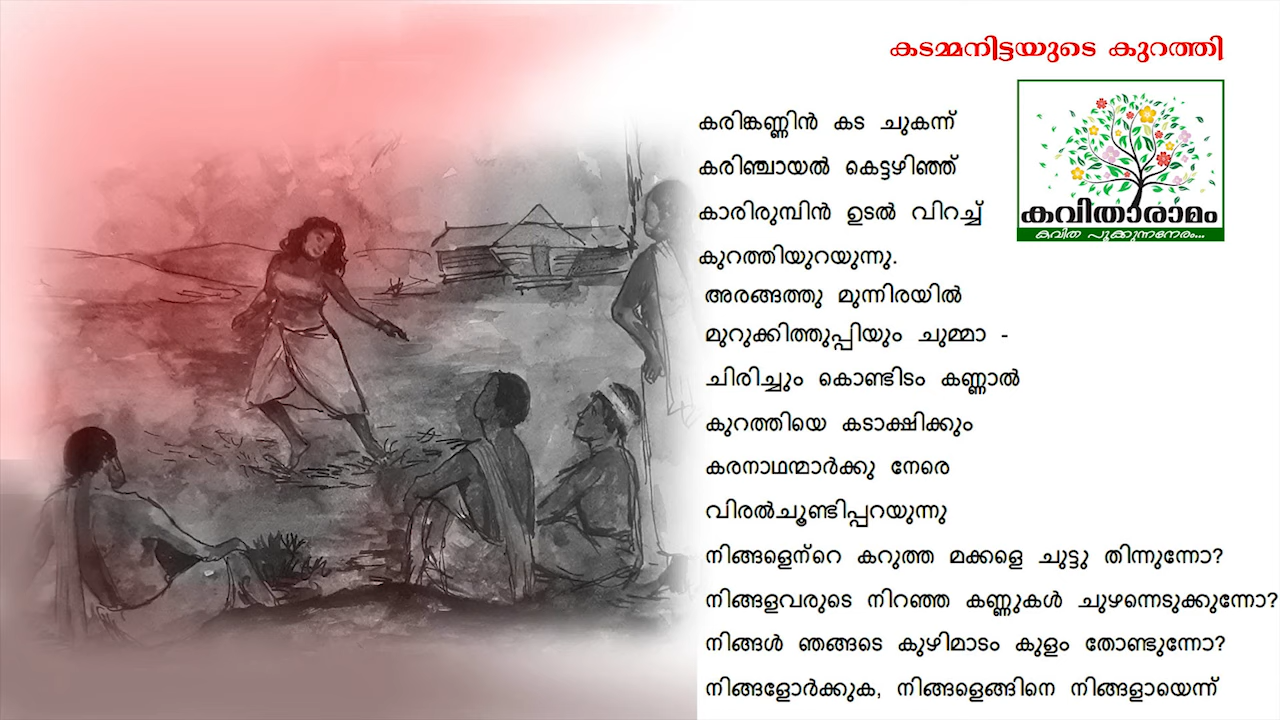 കടമ്മനിട്ടയുടെ കുറത്തി
കരിങ്കണ്ണിൻ കട ചുകന്ന്
കരിഞ്ചായൽ കെട്ടഴിഞ്ഞ്
കാരിരുമ്പിൻ ഉടൽ വിറച്ച്
കുറത്തിയുറയുന്നു.
അരങ്ങത്തു മുന്നിരയിൽ
മുറുക്കിത്തുപ്പിയും ചുമ്മാ -
ചിരിച്ചും കൊണ്ടിടം കണ്ണാൽ
കുറത്തിയെ കടാക്ഷിക്കും
കരനാഥന്മാർക്കു നേരെ
വിരൽചൂണ്ടിപ്പറയുന്നു
നിങ്ങളെന്റെ കറുത്ത മക്കളെ ചുട്ടു തിന്നുന്നോ?
നിങ്ങളവരുടെ നിറഞ്ഞ കണ്ണുകൾ ചുഴന്നെടുക്കുന്നോ?
നിങ്ങൾ ഞങ്ങടെ കുഴിമാടം കുളം തോണ്ടുന്നോ?
നിങ്ങളോർക്കുക, നിങ്ങളെങ്ങിനെ നിങ്ങളായെന്ന്
കവിതാരാമം
കവിത പൂക്കുന്നനേരം...